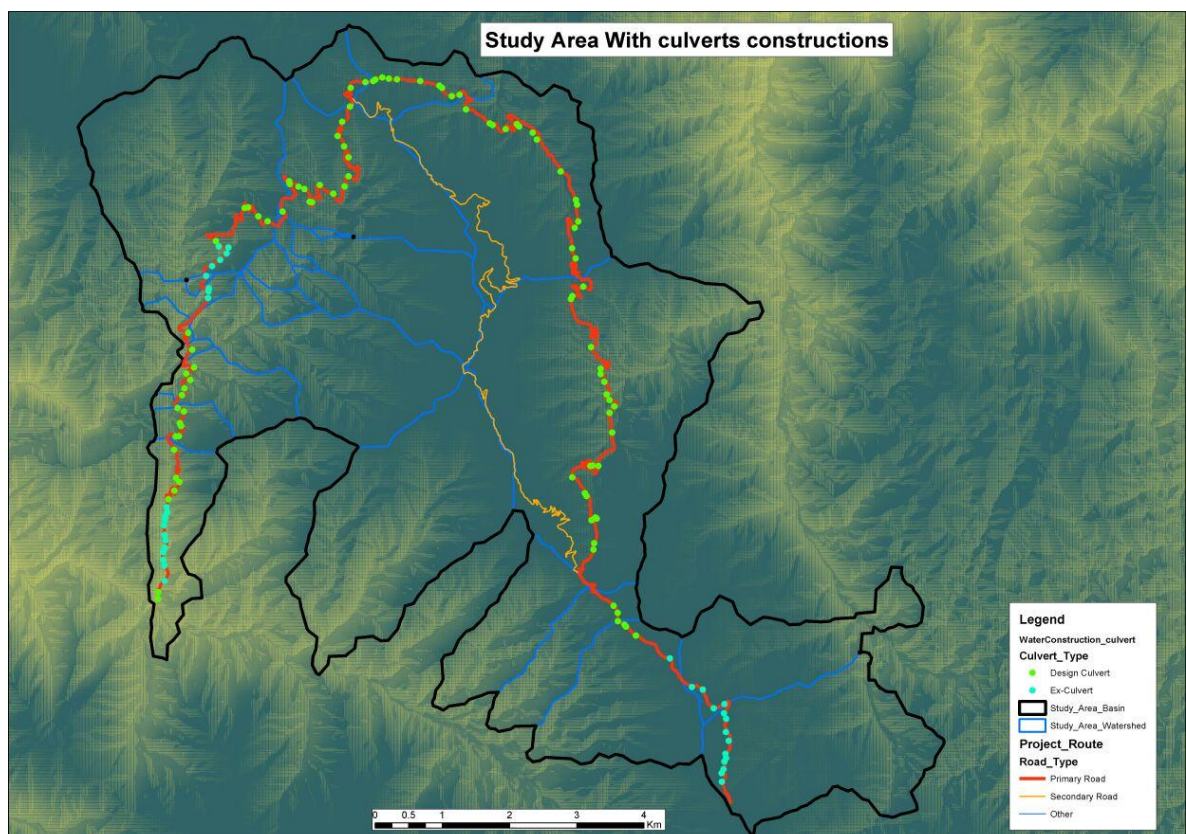 Study Area With culverts constructions
Legend
WaterConstruction_culvert
Culvert_Type
Design Culvert
Ex-Culvert
Study_Area_Basin
Study_Area_Watershed
Project_Route
Road_Type
Primary Road
Secondary Road
Other
0 0.5 1 2 3 4
Km